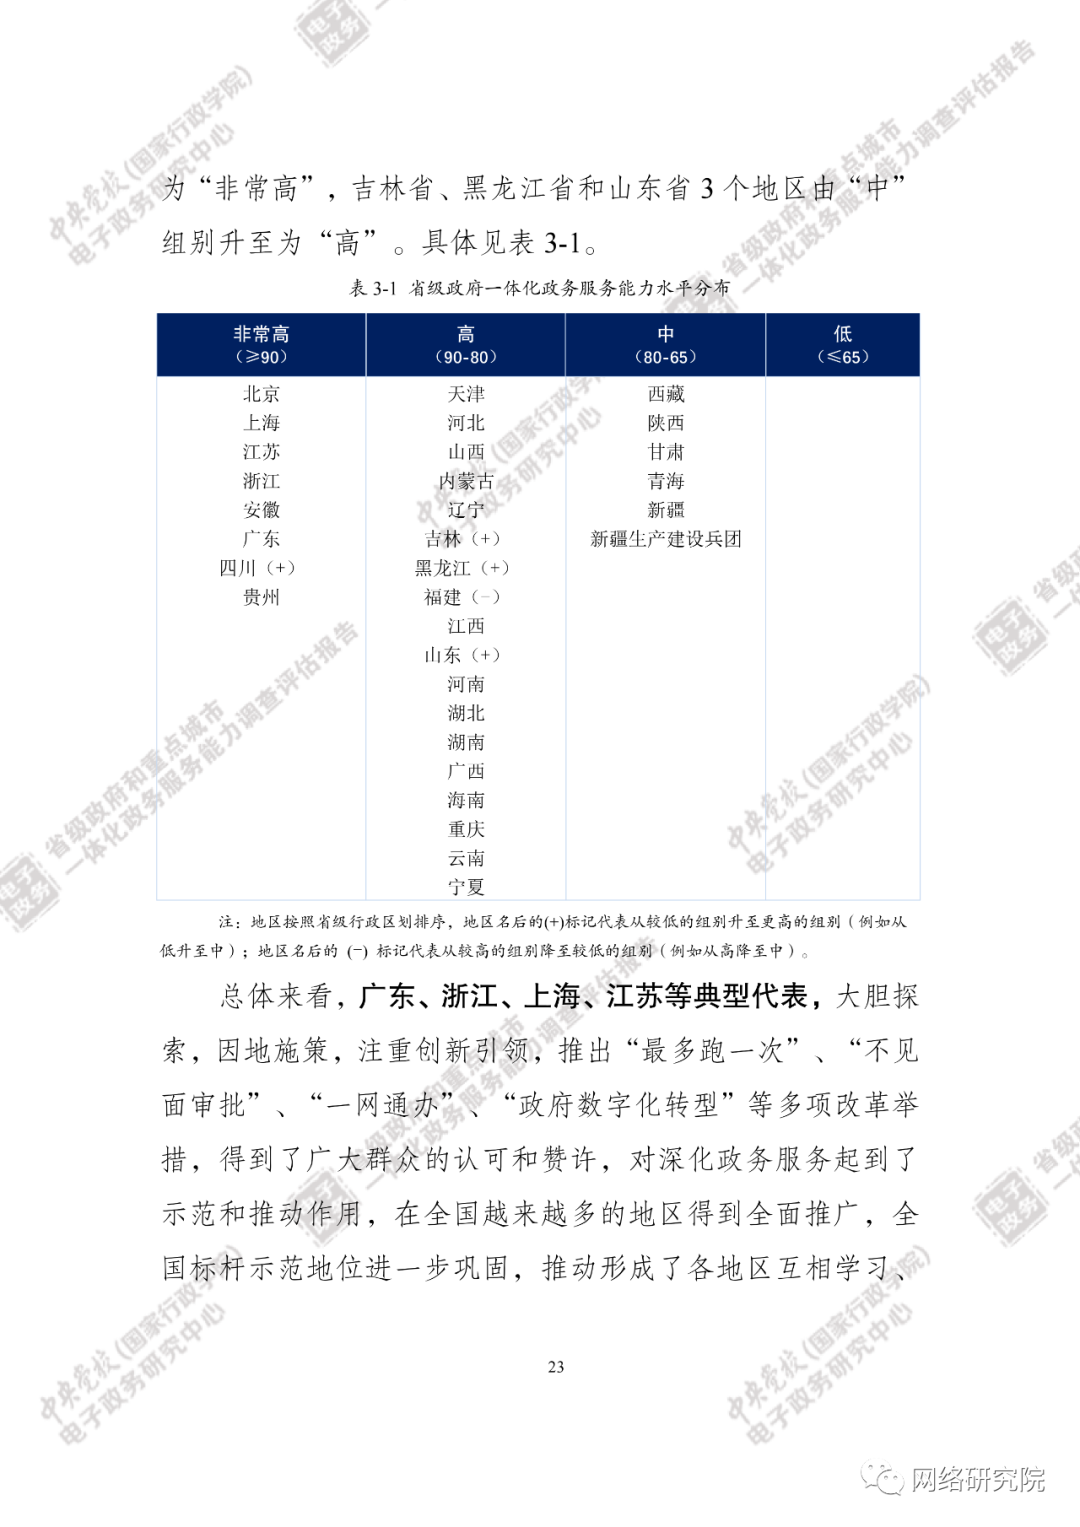 为“非常高”，吉林省、黑龙江省和山东省 3 个地区由“中”
组别升至为“高”。具体见表 3-1。
表 3-1 省级政府一体化政务服务能力水平分布
非常高 高 中 低
（≥90） （90-80） （80-65） （≤65）
北京 天津 西藏
上海 河北 陕西
江苏 山西 甘肃
浙江 内蒙古 青海
安徽 辽宁 新疆
广东 吉林（+） 新疆生产建设兵团
四川（+） 黑龙江（+）
贵州 福建（−）
江西
山东（+）
河南
湖北
湖南
广西
海南
重庆
云南
宁夏
注：地区按照省级行政区划排序，地区名后的(+)标记代表从较低的组别升至更高的组别（例如从
低升至中）；地区名后的 (−) 标记代表从较高的组别降至较低的组别（例如从高降至中）。
总体来看，广东、浙江、上海、江苏等典型代表，大胆探
索，因地施策，注重创新引领，推出“最多跑一次”、“不见
面审批”、“一网通办”、“政府数字化转型”等多项改革举
措，得到了广大群众的认可和赞许，对深化政务服务起到了
示范和推动作用，在全国越来越多的地区得到全面推广，全
国标杆示范地位进一步巩固，推动形成了各地区互相学习、
23
网络研究院
中央党校(国家行政学院)
电子政务研究中心
电子政务
省级政府和重点城市
一体化政务服务能力调查评估报告